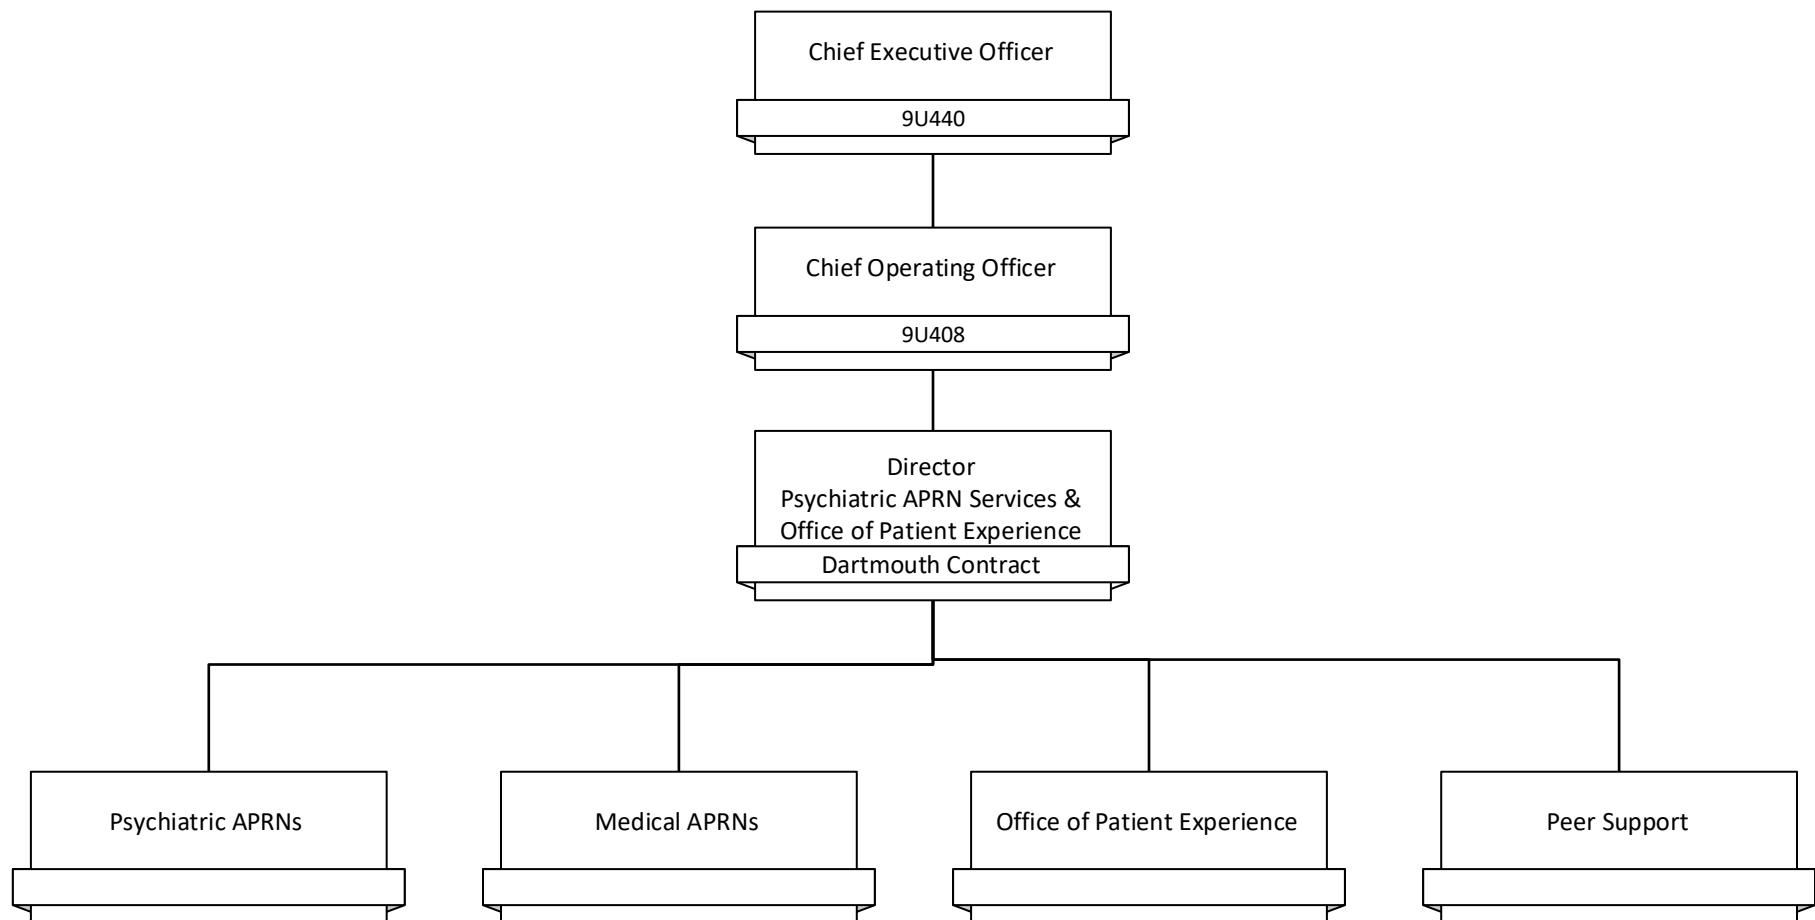 Chief Executive Officer
9U440
Chief Operating Officer
9U408
Director
Psychiatric APRN Services &
Office of Patient Experience
Dartmouth Contract
Psychiatric APRNs
Medical APRNs
Office of Patient Experience
Peer Support